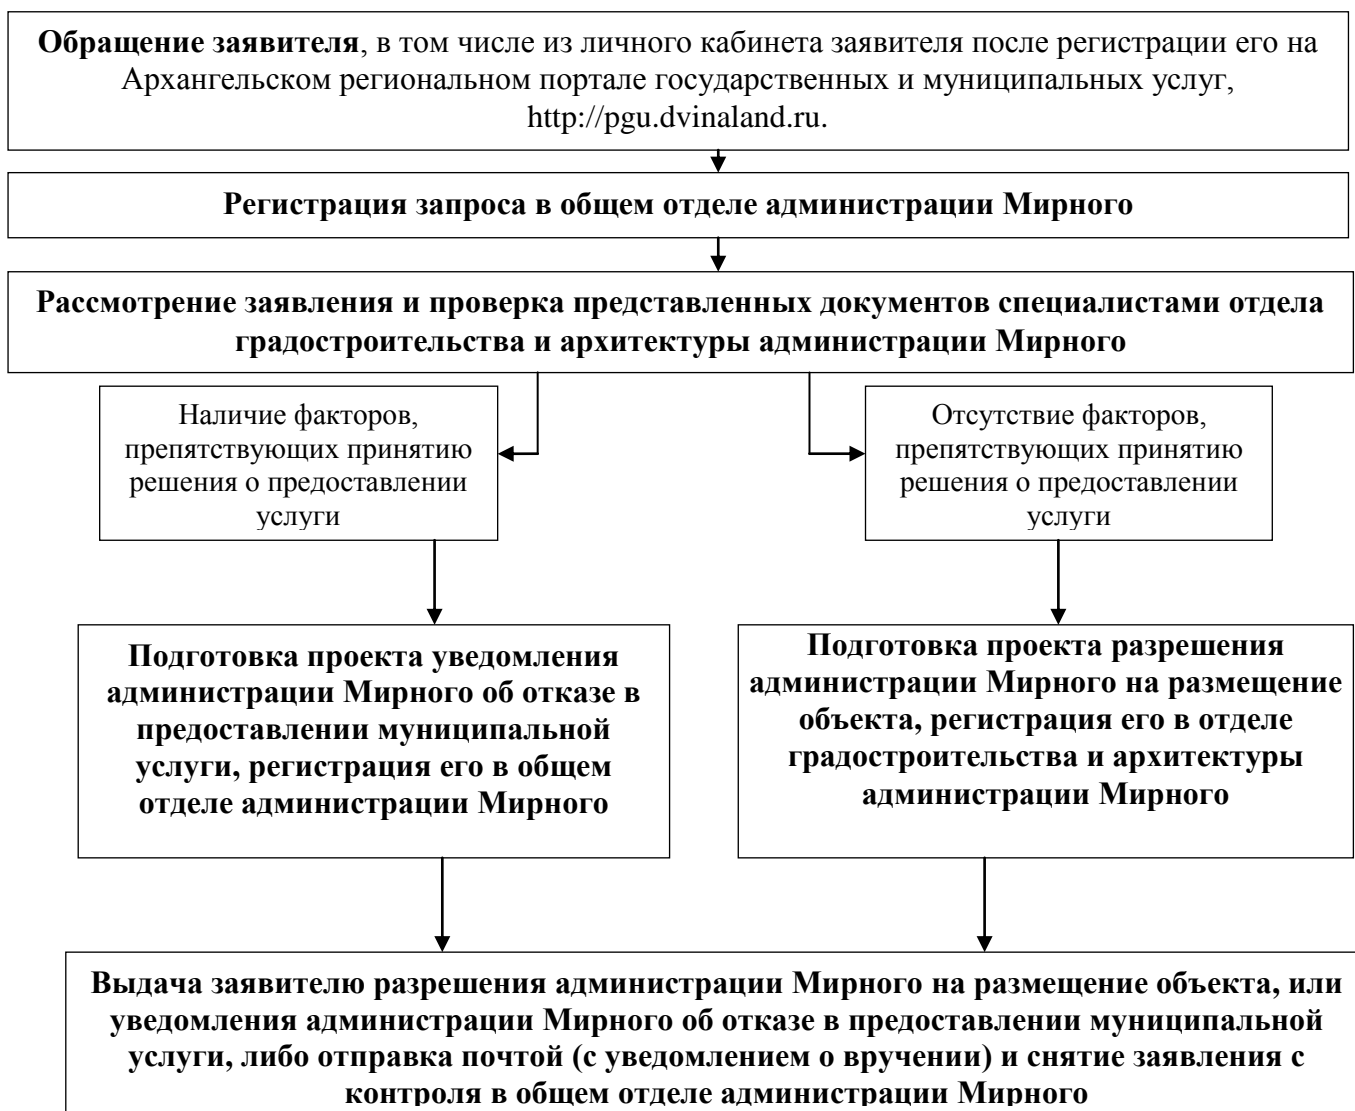 Обращение заявителя, в том числе из личного кабинета заявителя после регистрации его на
Архангельском региональном портале государственных и муниципальных услуг,
http://pgu.dvinaland.ru.
Регистрация запроса в общем отделе администрации Мирного
Рассмотрение заявления и проверка представленных документов специалистами отдела
градостроительства и архитектуры администрации Мирного
Наличие факторов,
препятствующих принятию
решения о предоставлении
услуги
Отсутствие факторов,
препятствующих принятию
решения о предоставлении
услуги
Подготовка проекта уведомления
администрации Мирного об отказе в
предоставлении муниципальной
услуги, регистрация его в общем
отделе администрации Мирного
Подготовка проекта разрешения
администрации Мирного на размещение
объекта, регистрация его в отделе
градостроительства и архитектуры
администрации Мирного
Выдача заявителю разрешения администрации Мирного на размещение объекта, или
уведомления администрации Мирного об отказе в предоставлении муниципальной
услуги, либо отправка почтой (с уведомлением о вручении) и снятие заявления с
контроля в общем отделе администрации Мирного